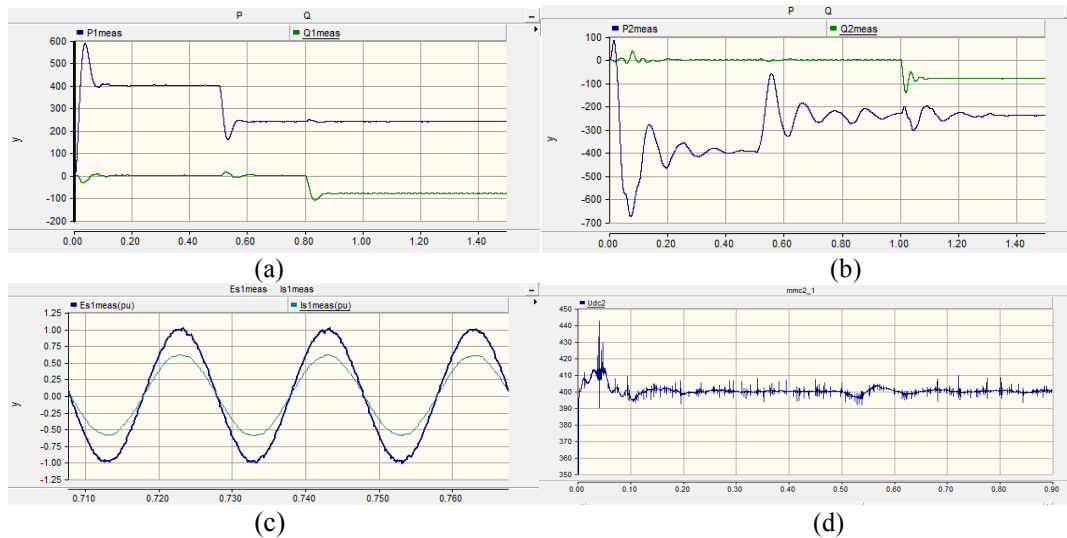 P Q
P1meas Q1meas
600
500
400
300
200
100
0
-100
-200
y
0.00 0.20 0.40 0.60 0.80 1.00 1.20 1.40
(a)
P Q
P2meas Q2meas
100
0
-100
-200
-300
-400
-500
-600
-700
y
0.00 0.20 0.40 0.60 0.80 1.00 1.20 1.40
(b)
Es1meas Is1meas
Es1meas(pu) Is1meas(pu)
1.25
1.00
0.75
0.50
0.25
0.00
-0.25
-0.50
-0.75
-1.00
-1.25
y
0.710 0.720 0.730 0.740 0.750 0.760
(c)
mmc2_1
Udc2
450
440
430
420
410
400
390
380
370
360
350
y
0.00 0.10 0.20 0.30 0.40 0.50 0.60 0.70 0.80 0.90
(d)